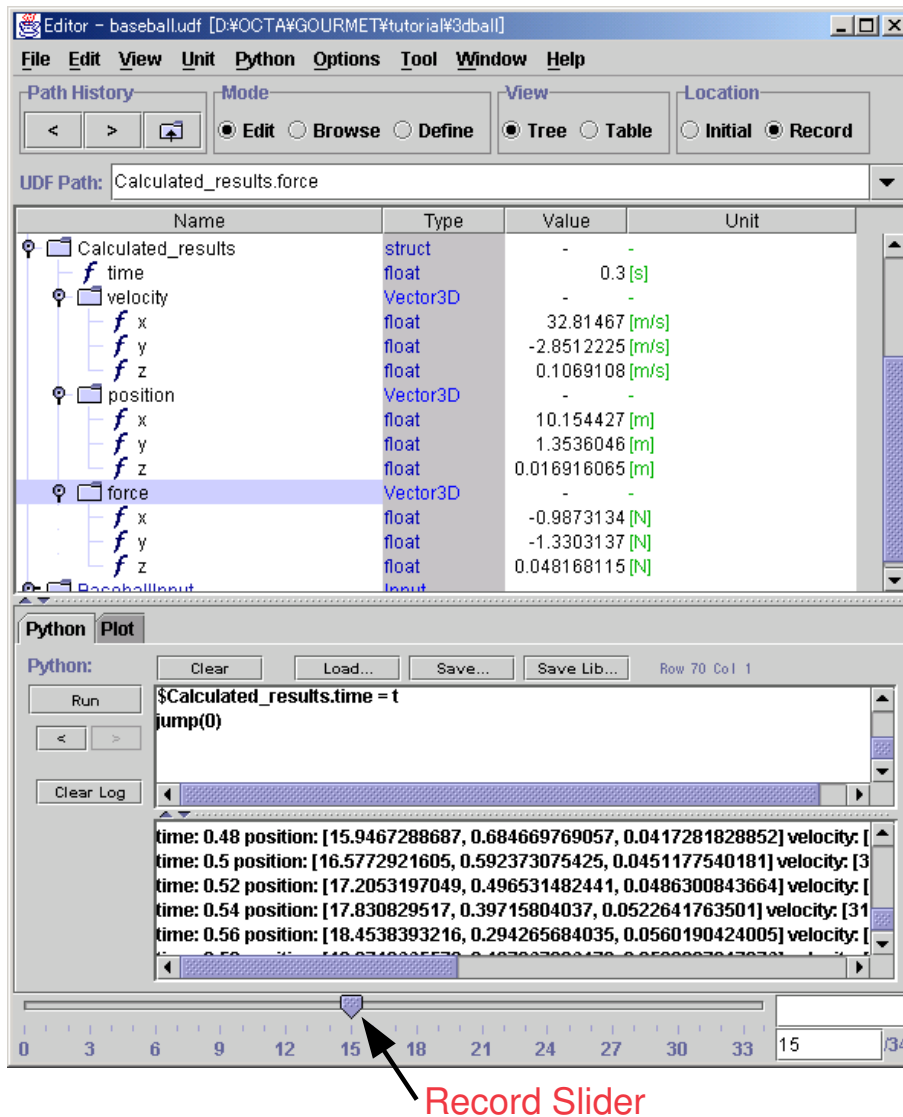 Editor - baseball.udf [D:¥OCTA¥GOURMET¥tutorial¥3dball]
File Edit View Unit Python Options Tool Window Help
Path History Mode View Location
< > Edit Browse Define Tree Table Initial Record
UDF Path: Calculated_results.force
Name Type Value Unit
Calculated_results struct - -
f time float 0.3 [s]
velocity Vector3D - -
f x float 32.81467 [m/s]
f y float -2.8512225 [m/s]
f z float 0.1069108 [m/s]
position Vector3D - -
f x float 10.154427 [m]
f y float 1.3536046 [m]
f z float 0.016916065 [m]
force Vector3D - -
f x float -0.9873134 [N]
f y float -1.3303137 [N]
f z float 0.048168115 [N]
BaseballInput Input
Python Plot
Python: Clear Load... Save... Save Lib... Row 70 Col 1
Run
$Calculated_results.time = t
jump(0)
< >
Clear Log
time: 0.48 position: [15.9467288687, 0.684669769057, 0.0417281828852] velocity: [
time: 0.5 position: [16.5772921605, 0.592373075425, 0.0451177540181] velocity: [3
time: 0.52 position: [17.2053197049, 0.496531482441, 0.0486300843664] velocity: [
time: 0.54 position: [17.830829517, 0.39715804037, 0.0522641763501] velocity: [31
time: 0.56 position: [18.4538393216, 0.294265684035, 0.0560190424005] velocity: [
0 3 6 9 12 15 18 21 24 27 30 33 15 /34
Record Slider